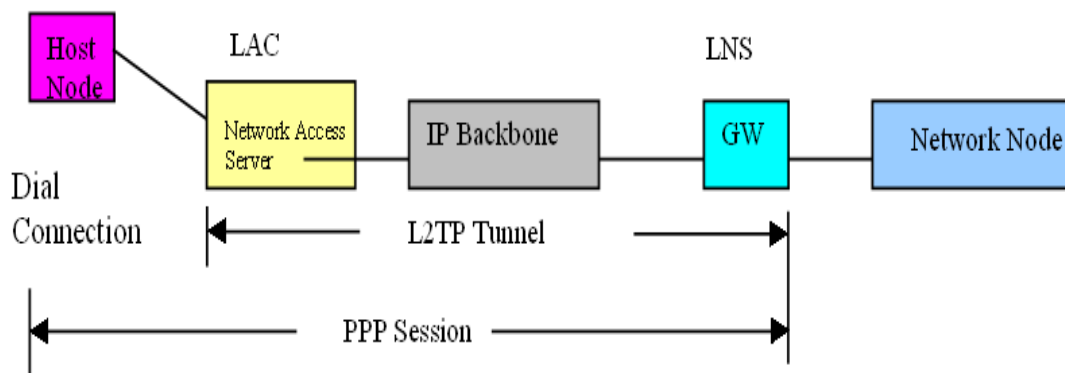 Host
Node
LAC
LNS
Network Access
Server
IP Backbone
GW
Network Node
Dial
Connection
L2TP Tunnel
PPP Session